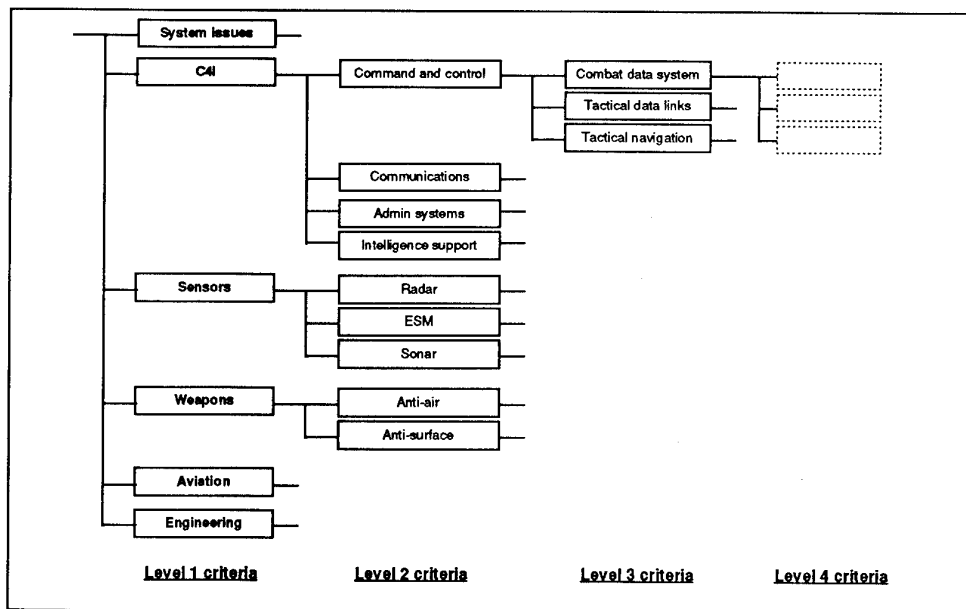 System issues
C4I
Command and control
Combat data system
Tactical data links
Tactical navigation
Communications
Admin systems
Intelligence support
Sensors
Radar
ESM
Sonar
Weapons
Anti-air
Anti-surface
Aviation
Engineering
Level 1 criteria
Level 2 criteria
Level 3 criteria
Level 4 criteria